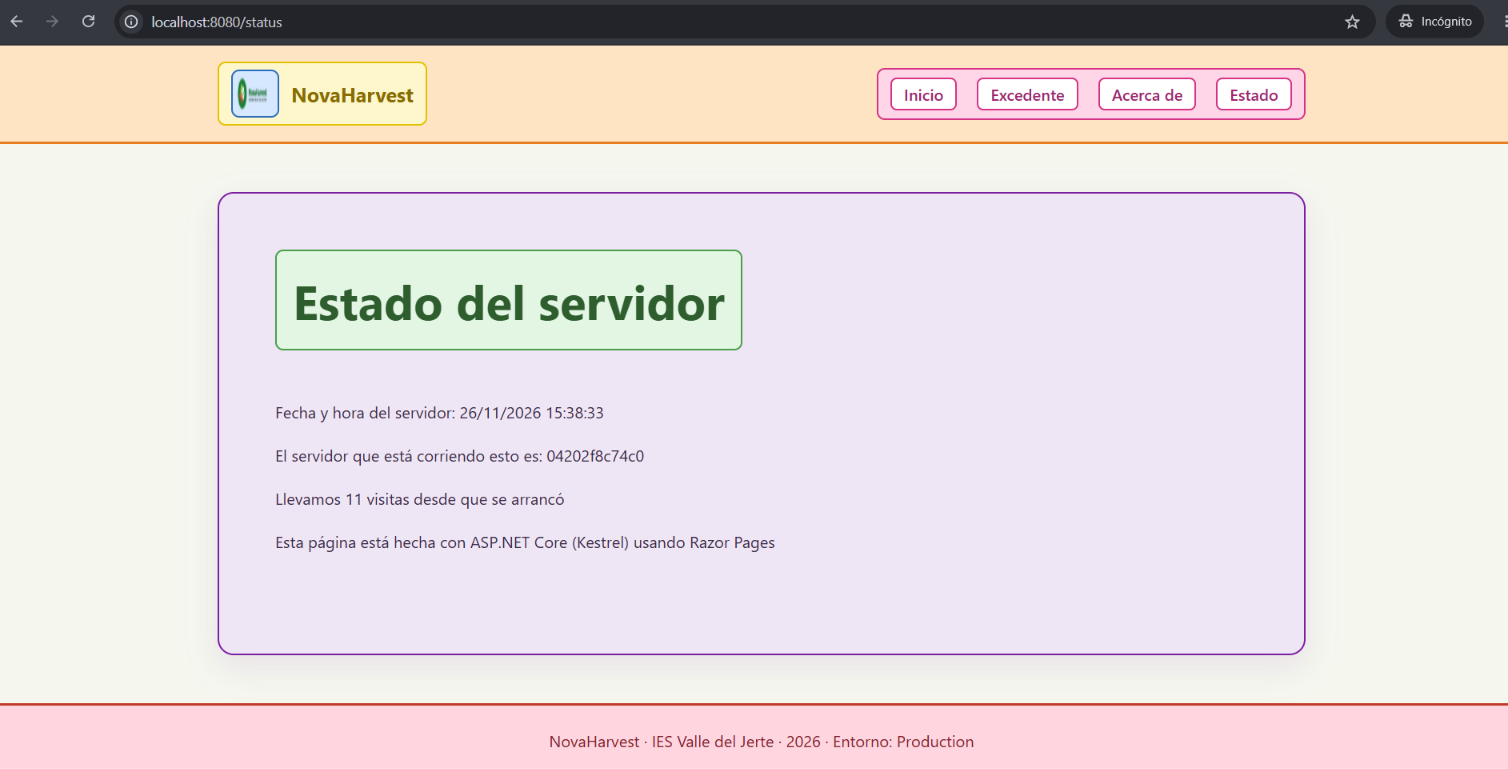 localhost:8080/status
Incógnito
NovaHarvest
Inicio
Excedente
Acerca de
Estado
Estado del servidor
Fecha y hora del servidor: 26/11/2026 15:38:33
El servidor que está corriendo esto es: 04202f8c74c0
Llevamos 11 visitas desde que se arrancó
Esta página está hecha con ASP.NET Core (Kestrel) usando Razor Pages
NovaHarvest · IES Valle del Jerte · 2026 · Entorno: Production